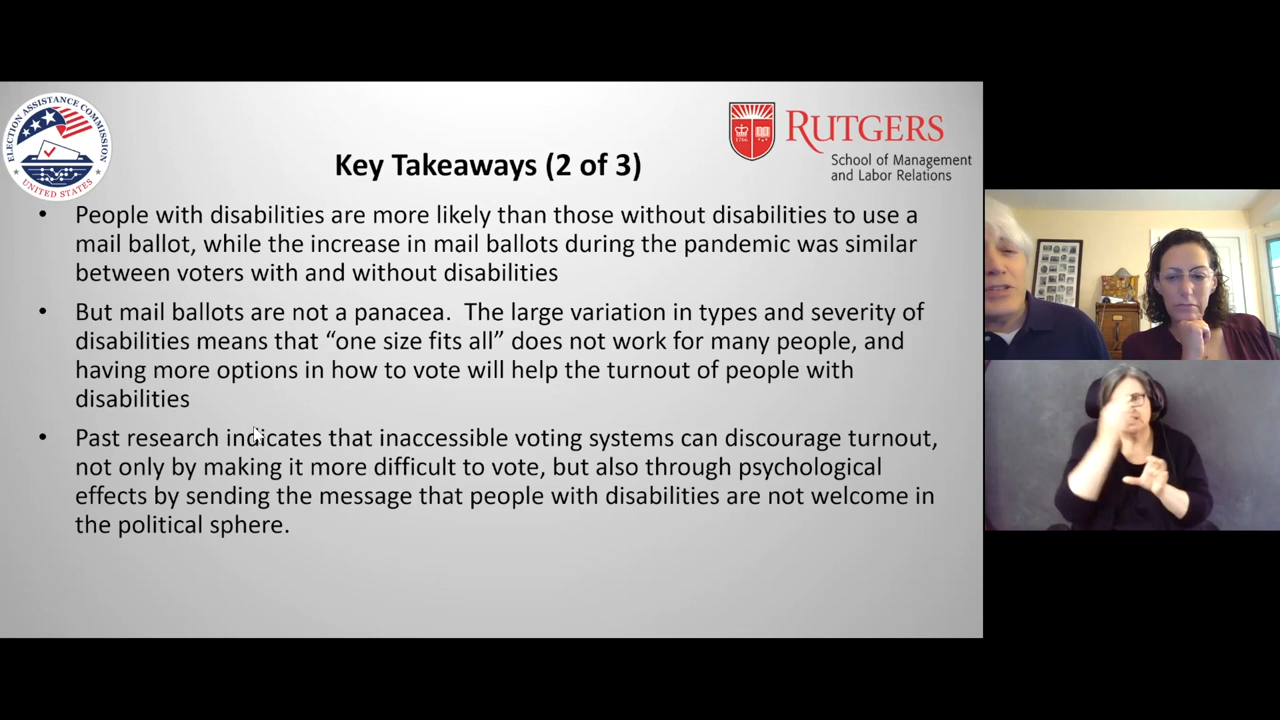 ELECTION ASSISTANCE COMMISSION
UNITED STATES
RUTGERS
1766
School of Management
and Labor Relations
Key Takeaways (2 of 3)
• People with disabilities are more likely than those without disabilities to use a
mail ballot, while the increase in mail ballots during the pandemic was similar
between voters with and without disabilities
• But mail ballots are not a panacea.  The large variation in types and severity of
disabilities means that “one size fits all” does not work for many people, and
having more options in how to vote will help the turnout of people with
disabilities
• Past research indicates that inaccessible voting systems can discourage turnout,
not only by making it more difficult to vote, but also through psychological
effects by sending the message that people with disabilities are not welcome in
the political sphere.